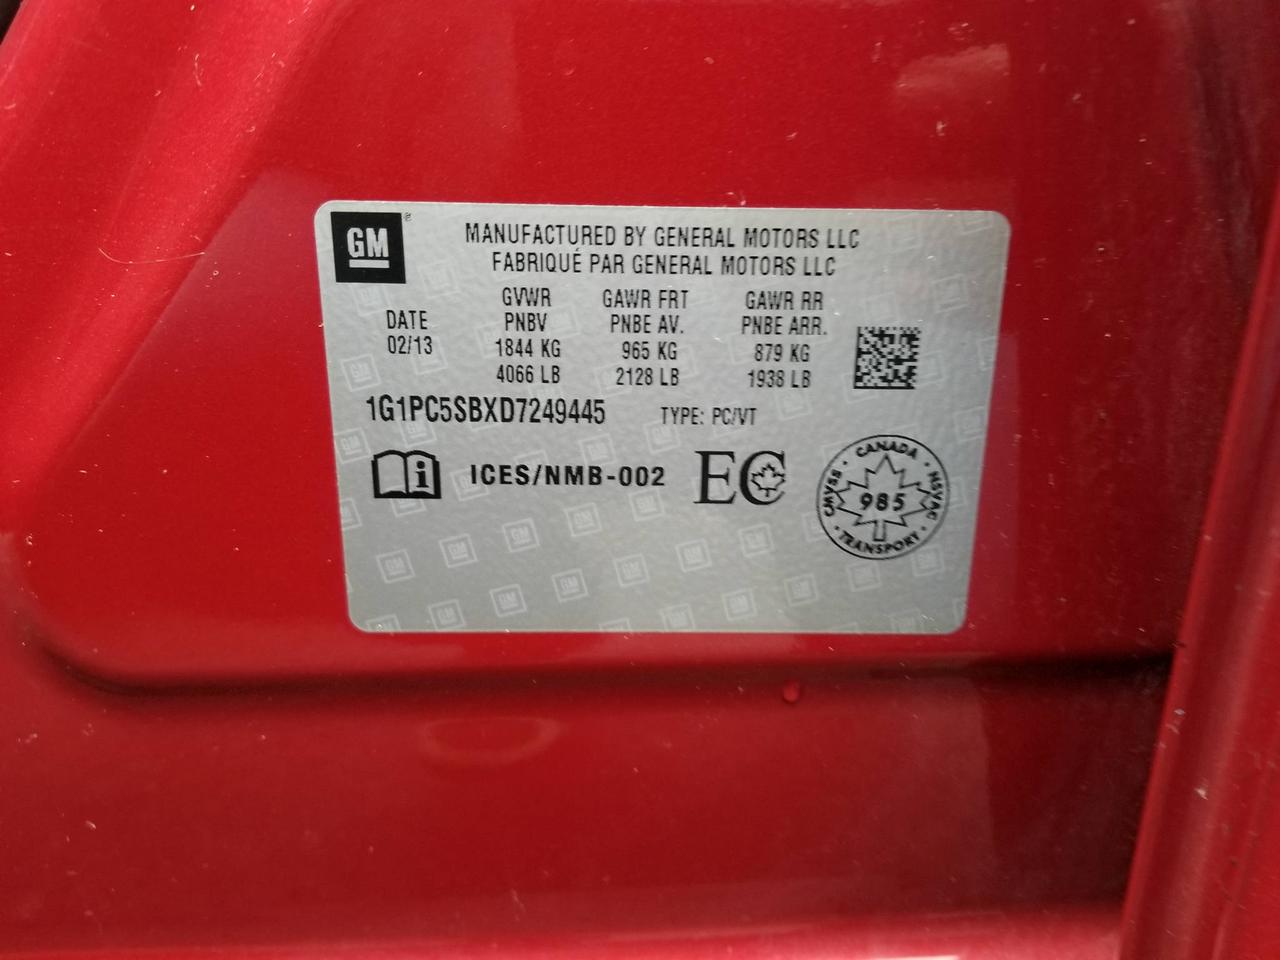 GM
MANUFACTURED BY GENERAL MOTORS LLC
FABRIQUÉ PAR GENERAL MOTORS LLC
DATE
02/13
GVWR
PNBV
1844 KG
4066 LB
GAWR FRT
PNBE AV.
965 KG
2128 LB
GAWR RR
PNBE ARR.
879 KG
1938 LB
1G1PC5SBXD7249445 TYPE: PC/VT
i ICES/NMB-002 EC
CANADA
CMVSS 985 NSVAC
TRANSPORT